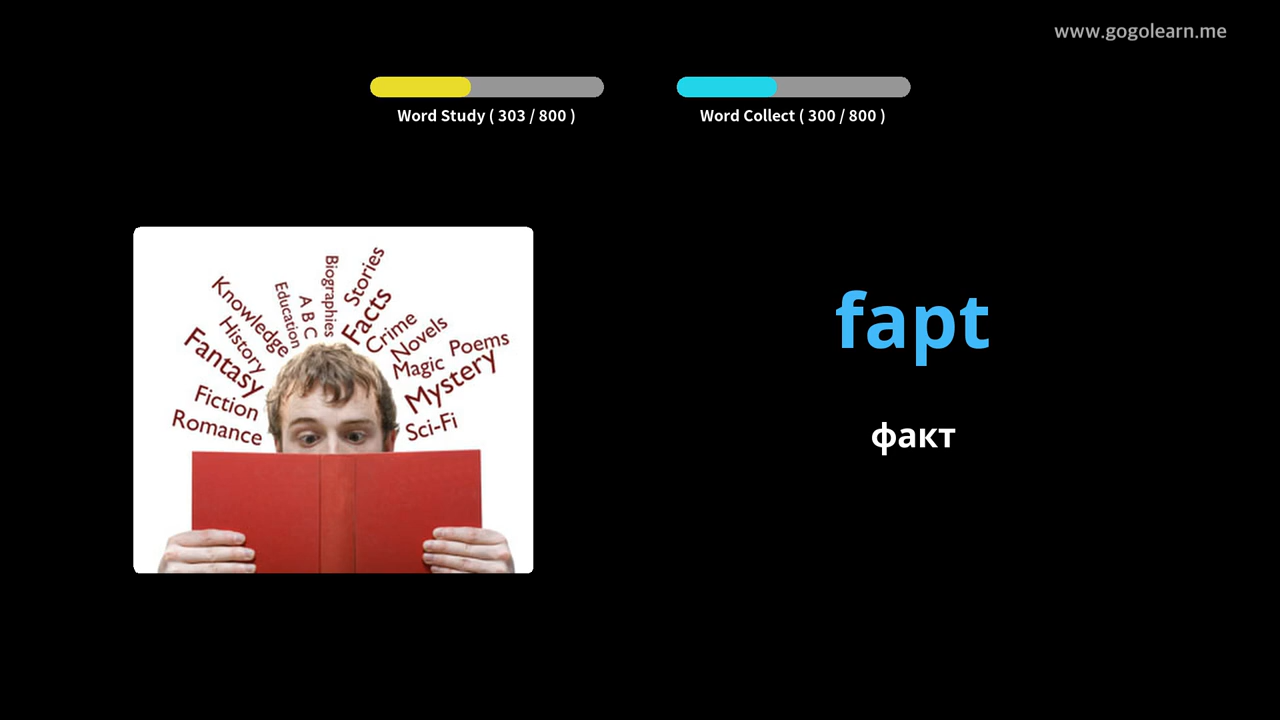 www.gogolearn.me
Word Study ( 303 / 800 )
Word Collect ( 300 / 800 )
Knowledge
History
Fantasy
Fiction
Romance
Education
A B C
Biographies
Stories
Facts
Crime
Novels
Magic
Poems
Mystery
Sci-Fi
fapt
факт